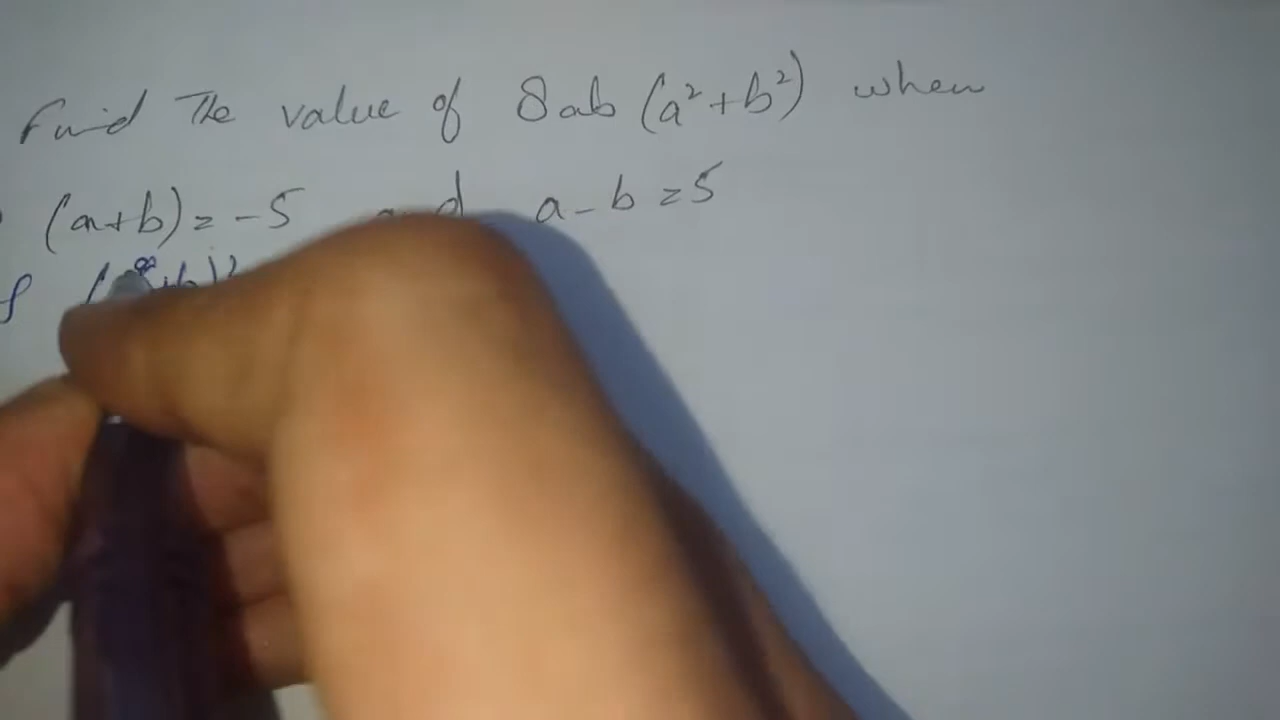 Find The value of 8ab (a²+b²) when
(a+b) = -5 and a - b = 5